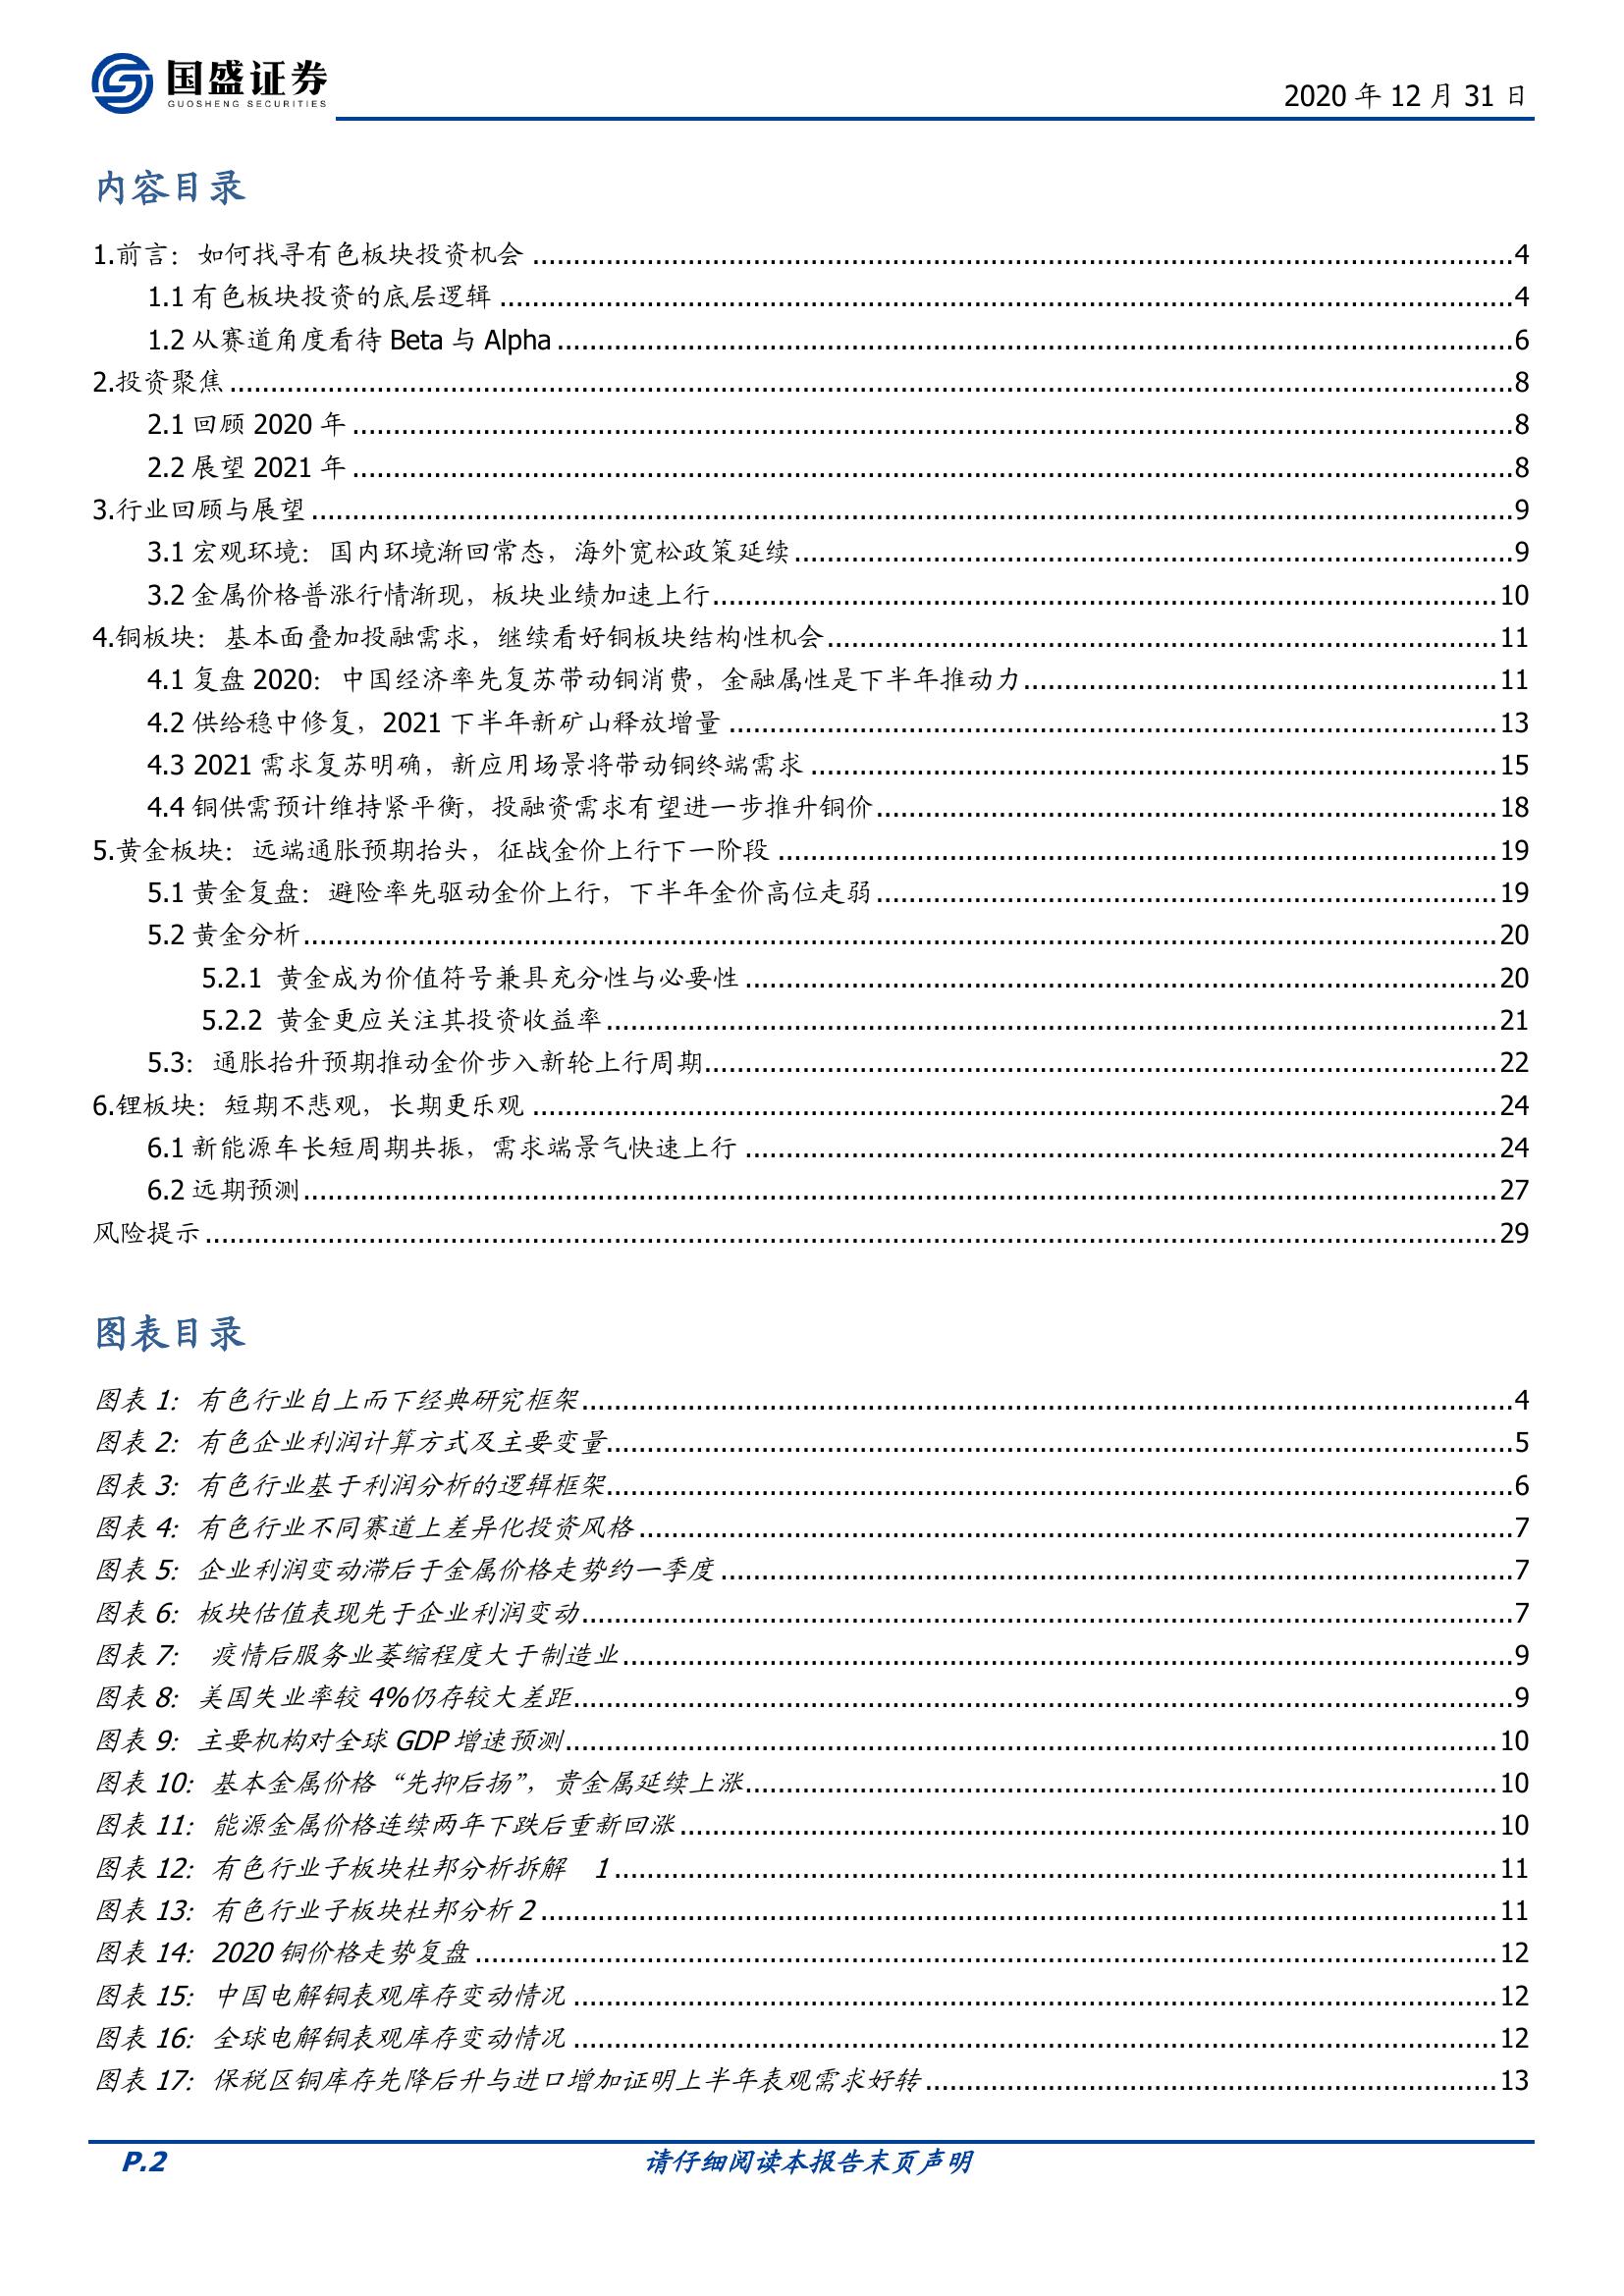 国盛证券
GUOSHENG SECURITIES
2020 年 12 月 31 日
内容目录
1.前言：如何找寻有色板块投资机会 ........ 4
1.1 有色板块投资的底层逻辑 ........ 4
1.2 从赛道角度看待 Beta 与 Alpha ........ 6
2.投资聚焦 ........ 8
2.1 回顾 2020 年 ........ 8
2.2 展望 2021 年 ........ 8
3.行业回顾与展望 ........ 9
3.1 宏观环境：国内环境渐回常态，海外宽松政策延续 ........ 9
3.2 金属价格普涨行情渐现，板块业绩加速上行 ........ 10
4.铜板块：基本面叠加投融需求，继续看好铜板块结构性机会 ........ 11
4.1 复盘 2020：中国经济率先复苏带动铜消费，金融属性是下半年推动力 ........ 11
4.2 供给稳中修复，2021 下半年新矿山释放增量 ........ 13
4.3 2021 需求复苏明确，新应用场景将带动铜终端需求 ........ 15
4.4 铜供需预计维持紧平衡，投融资需求有望进一步推升铜价 ........ 18
5.黄金板块：远端通胀预期抬头，征战金价上行下一阶段 ........ 19
5.1 黄金复盘：避险率先驱动金价上行，下半年金价高位走弱 ........ 19
5.2 黄金分析 ........ 20
5.2.1 黄金成为价值符号兼具充分性与必要性 ........ 20
5.2.2 黄金更应关注其投资收益率 ........ 21
5.3：通胀抬升预期推动金价步入新轮上行周期 ........ 22
6.锂板块：短期不悲观，长期更乐观 ........ 24
6.1 新能源车长短周期共振，需求端景气快速上行 ........ 24
6.2 远期预测 ........ 27
风险提示 ........ 29
图表目录
图表 1：有色行业自上而下经典研究框架 ........ 4
图表 2：有色企业利润计算方式及主要变量 ........ 5
图表 3：有色行业基于利润分析的逻辑框架 ........ 6
图表 4：有色行业不同赛道上差异化投资风格 ........ 7
图表 5：企业利润变动滞后于金属价格走势约一季度 ........ 7
图表 6：板块估值表现先于企业利润变动 ........ 7
图表 7： 疫情后服务业萎缩程度大于制造业 ........ 9
图表 8：美国失业率较 4%仍存较大差距 ........ 9
图表 9：主要机构对全球 GDP 增速预测 ........ 10
图表 10：基本金属价格“先抑后扬”，贵金属延续上涨 ........ 10
图表 11：能源金属价格连续两年下跌后重新回涨 ........ 10
图表 12：有色行业子板块杜邦分析拆解 1 ........ 11
图表 13：有色行业子板块杜邦分析 2 ........ 11
图表 14：2020 铜价格走势复盘 ........ 12
图表 15：中国电解铜表观库存变动情况 ........ 12
图表 16：全球电解铜表观库存变动情况 ........ 12
图表 17：保税区铜库存先降后升与进口增加证明上半年表观需求好转 ........ 13
P.2 请仔细阅读本报告末页声明